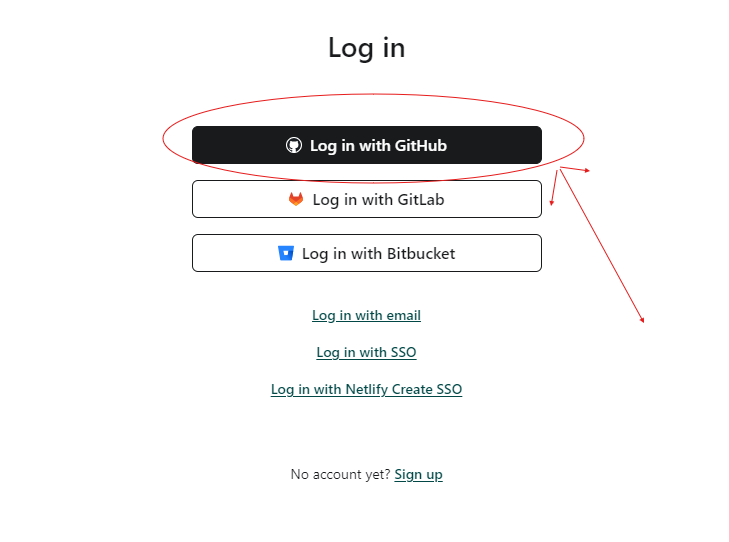 Log in
Log in with GitHub
Log in with GitLab
Log in with Bitbucket
Log in with email
Log in with SSO
Log in with Netlify Create SSO
No account yet? Sign up